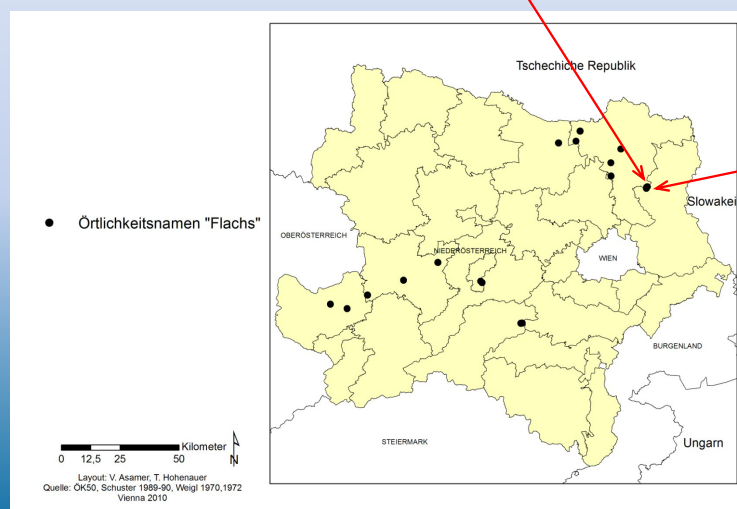 Tschechiche Republik
Slowakei
Örtlichkeitsnamen "Flachs"
OBERÖSTERREICH
NIEDERÖSTERREICH
WIEN
BURGENLAND
STEIERMARK
Ungarn
Kilometer
0 12,5 25 50
N
Layout: V. Asamer, T. Hohenauer
Quelle: ÖK50, Schuster 1989-90, Weigl 1970,1972
Vienna 2010